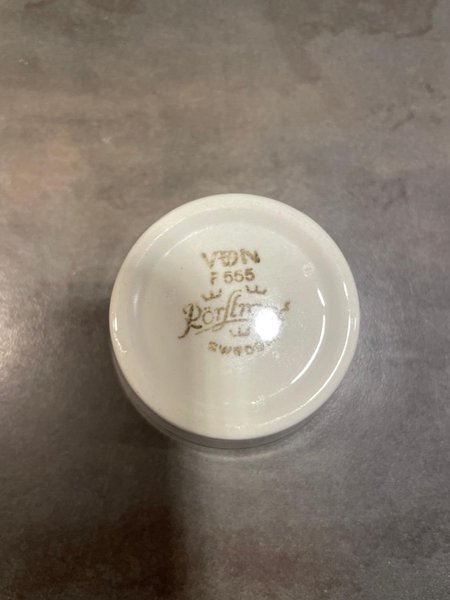 VDN
F 555
Rörstrand
SWEDEN